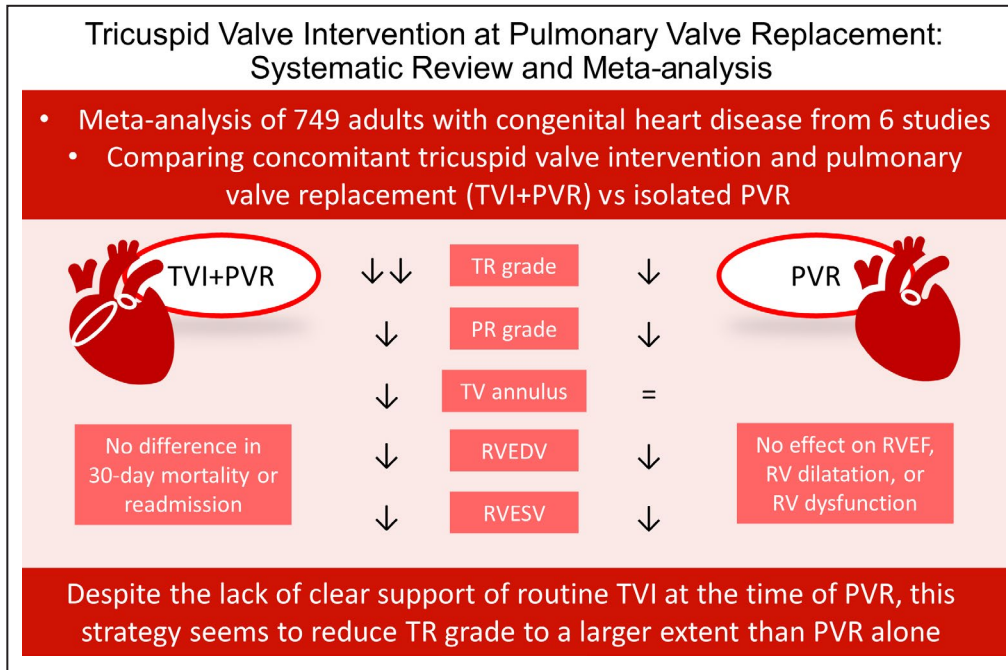 Tricuspid Valve Intervention at Pulmonary Valve Replacement:
Systematic Review and Meta-analysis
• Meta-analysis of 749 adults with congenital heart disease from 6 studies
• Comparing concomitant tricuspid valve intervention and pulmonary
valve replacement (TVI+PVR) vs isolated PVR
TVI+PVR
PVR
↓↓ TR grade ↓
↓ PR grade ↓
↓ TV annulus =
↓ RVEDV ↓
↓ RVESV ↓
No difference in
30-day mortality or
readmission
No effect on RVEF,
RV dilatation, or
RV dysfunction
Despite the lack of clear support of routine TVI at the time of PVR, this
strategy seems to reduce TR grade to a larger extent than PVR alone